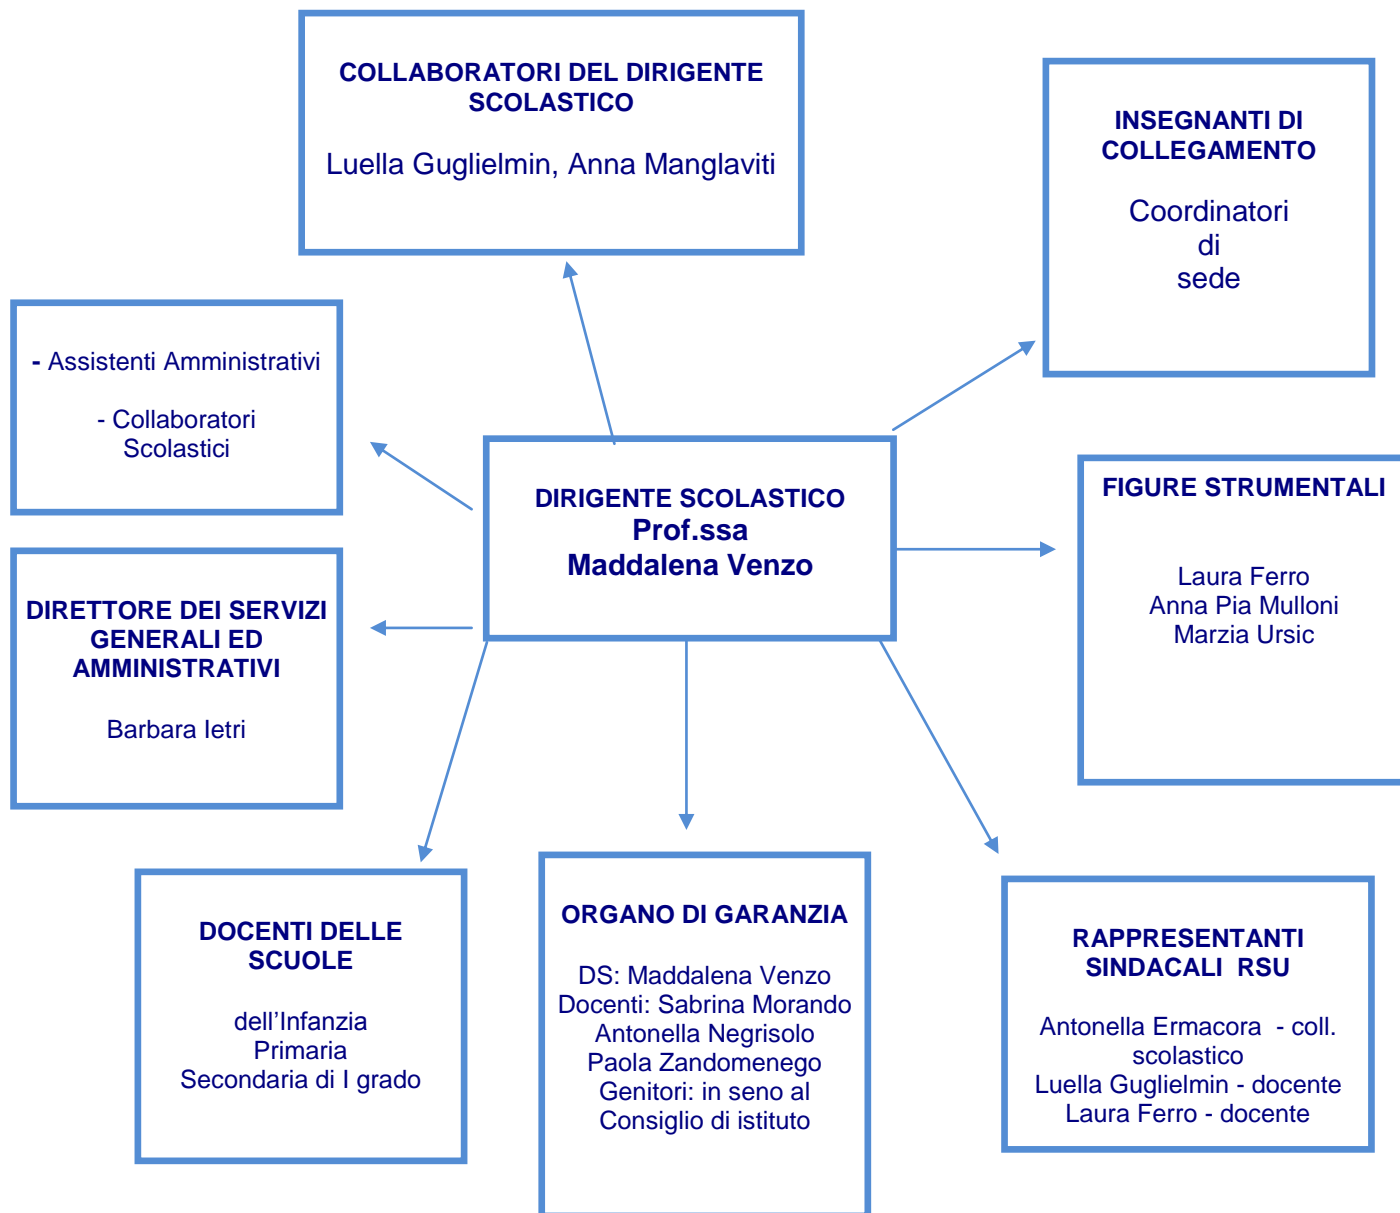 COLLABORATORI DEL DIRIGENTE
SCOLASTICO
Luella Guglielmin, Anna Manglaviti
INSEGNANTI DI
COLLEGAMENTO
Coordinatori
di
sede
- Assistenti Amministrativi
- Collaboratori
Scolastici
DIRIGENTE SCOLASTICO
Prof.ssa
Maddalena Venzo
FIGURE STRUMENTALI
Laura Ferro
Anna Pia Mulloni
Marzia Ursic
DIRETTORE DEI SERVIZI
GENERALI ED
AMMINISTRATIVI
Barbara Ietri
DOCENTI DELLE
SCUOLE
dell’Infanzia
Primaria
Secondaria di I grado
ORGANO DI GARANZIA
DS: Maddalena Venzo
Docenti: Sabrina Morando
Antonella Negrisolo
Paola Zandomenego
Genitori: in seno al
Consiglio di istituto
RAPPRESENTANTI
SINDACALI RSU
Antonella Ermacora - coll.
scolastico
Luella Guglielmin - docente
Laura Ferro - docente